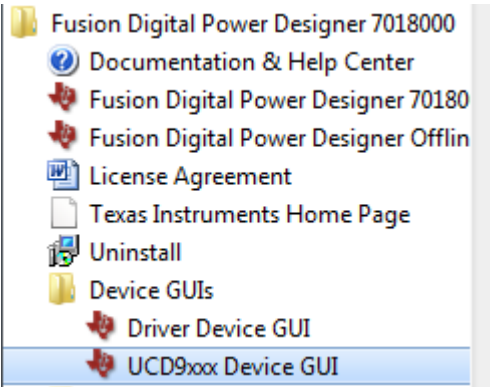 Fusion Digital Power Designer 7018000
Documentation & Help Center
Fusion Digital Power Designer 70180
Fusion Digital Power Designer Offlin
License Agreement
Texas Instruments Home Page
Uninstall
Device GUIs
Driver Device GUI
UCD9xxx Device GUI